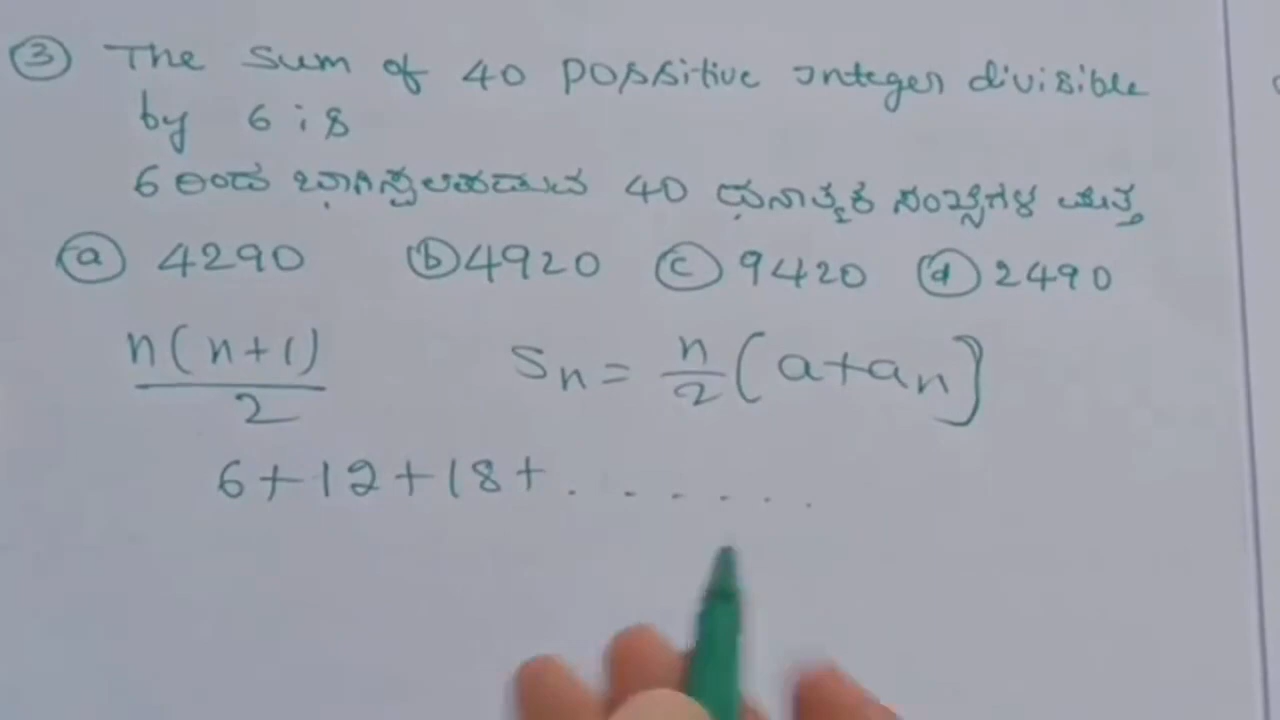 ③ The Sum of 40 Possitive Integer divisible
by 6 is
6 ರಿಂದ ಭಾಗಿಸಲ್ಪಡುವ 40 ಧನಾತ್ಮಕ ಸಂಖ್ಯೆಗಳ ಮೊತ್ತ
ⓐ 4290 ⓑ 4920 ⓒ 9420 ⓓ 2490
n(n+1)/2 Sn = n/2 (a+an]
6+12+18+.......